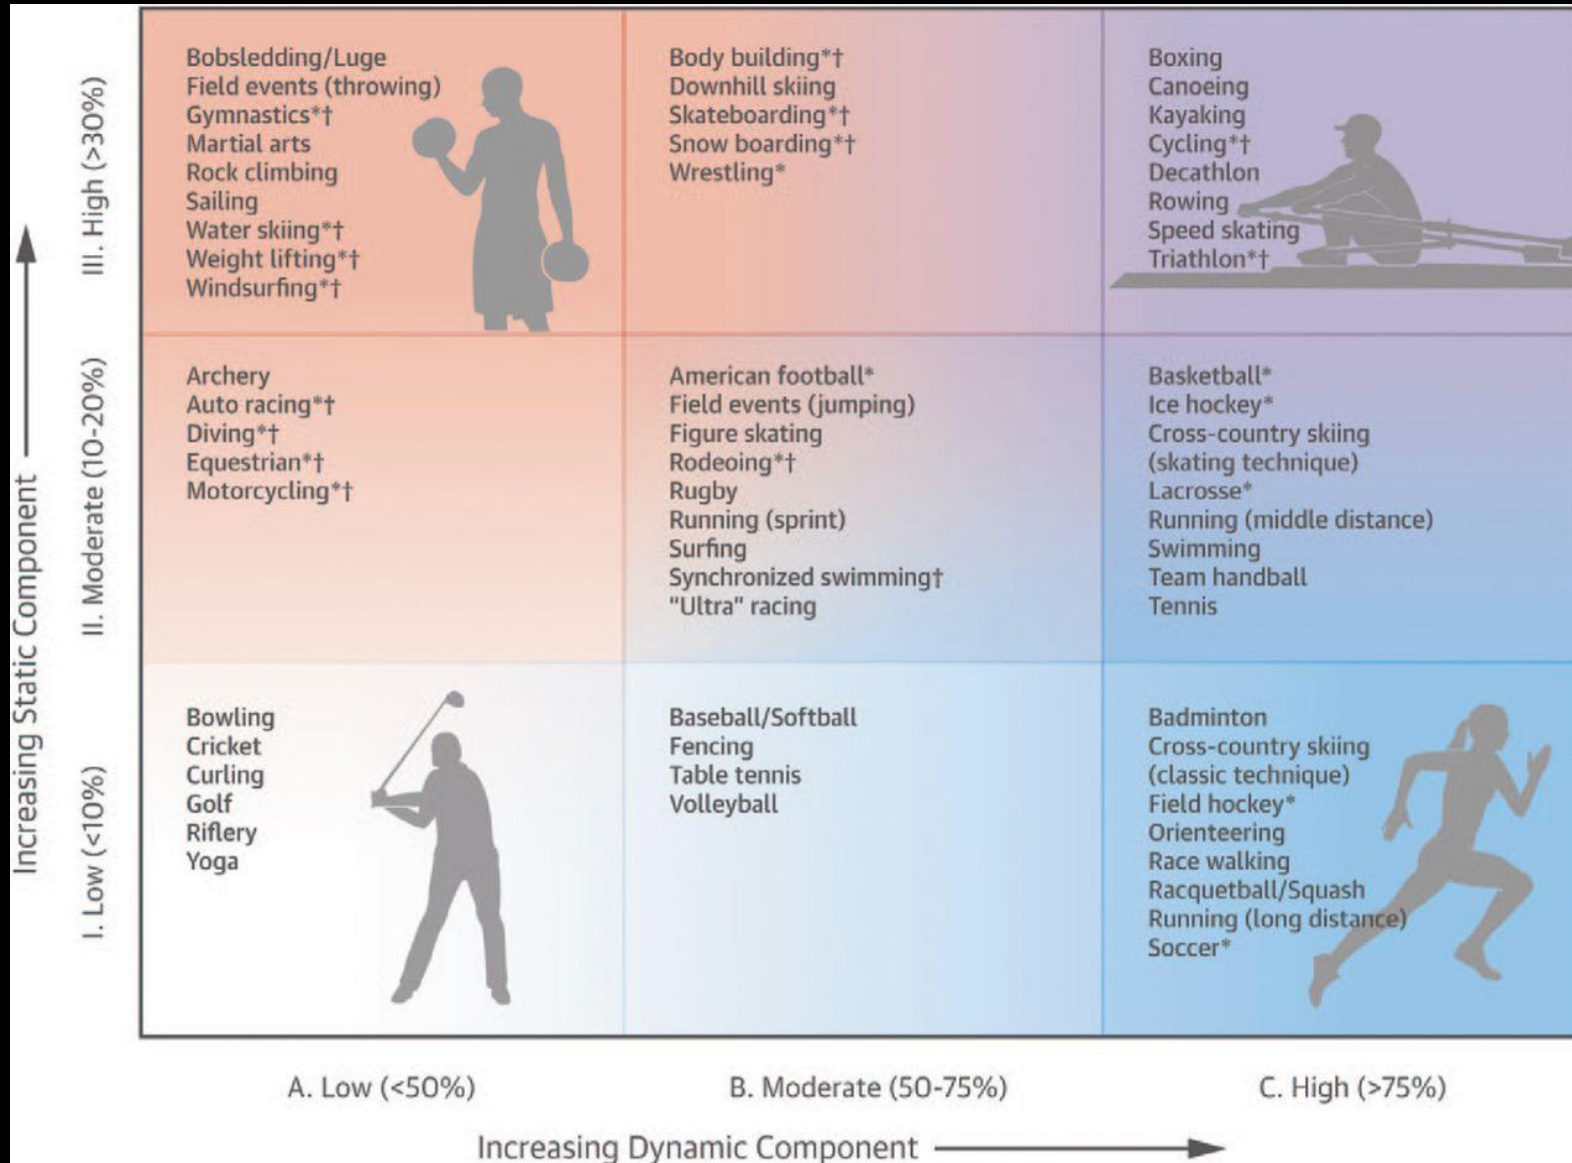 Increasing Static Component
III. High (>30%)
Bobsledding/Luge
Field events (throwing)
Gymnastics*†
Martial arts
Rock climbing
Sailing
Water skiing*†
Weight lifting*†
Windsurfing*†
Body building*†
Downhill skiing
Skateboarding*†
Snow boarding*†
Wrestling*
Boxing
Canoeing
Kayaking
Cycling*†
Decathlon
Rowing
Speed skating
Triathlon*†
II. Moderate (10-20%)
Archery
Auto racing*†
Diving*†
Equestrian*†
Motorcycling*†
American football*
Field events (jumping)
Figure skating
Rodeoing*†
Rugby
Running (sprint)
Surfing
Synchronized swimming†
“Ultra” racing
Basketball*
Ice hockey*
Cross-country skiing
(skating technique)
Lacrosse*
Running (middle distance)
Swimming
Team handball
Tennis
I. Low (<10%)
Bowling
Cricket
Curling
Golf
Riflery
Yoga
Baseball/Softball
Fencing
Table tennis
Volleyball
Badminton
Cross-country skiing
(classic technique)
Field hockey*
Orienteering
Race walking
Racquetball/Squash
Running (long distance)
Soccer*
A. Low (<50%)
B. Moderate (50-75%)
C. High (>75%)
Increasing Dynamic Component